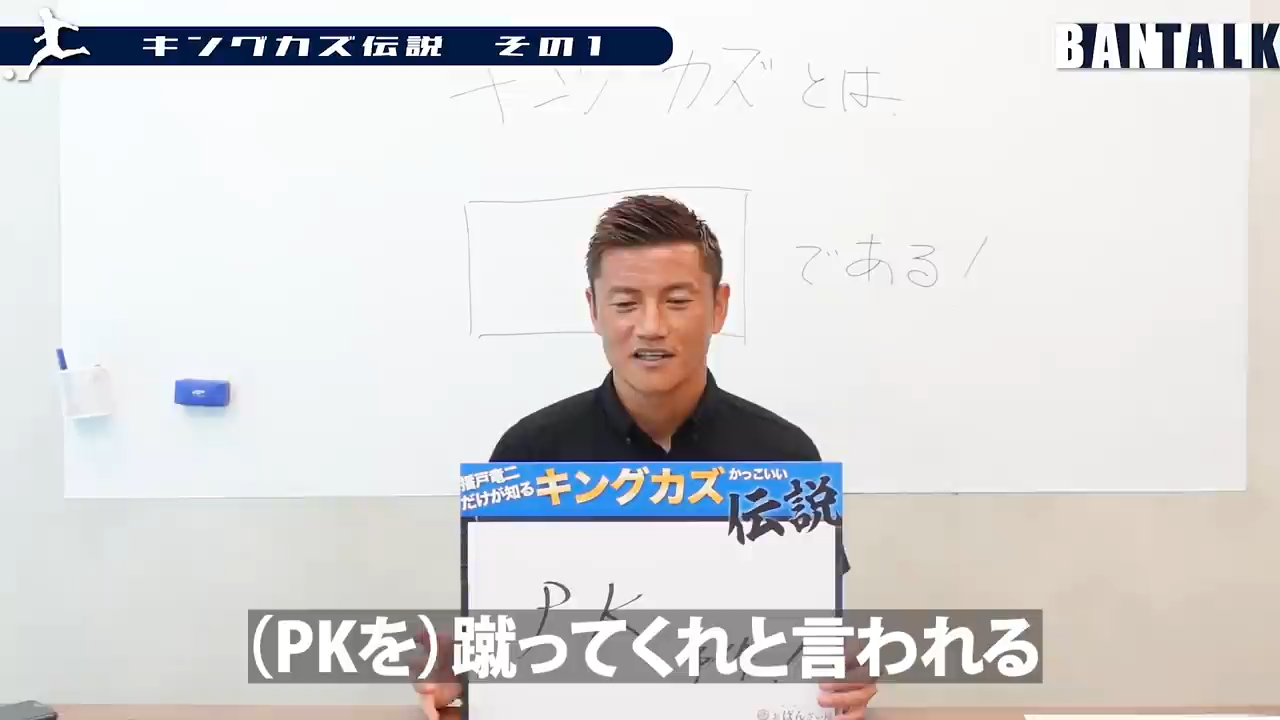 キングカズ伝説 その1
BANTALK
キングカズとは、
である!
播戸竜二
だけが知る
キングカズ
かっこいい
伝説
PK
(PKを)蹴ってくれと言われる